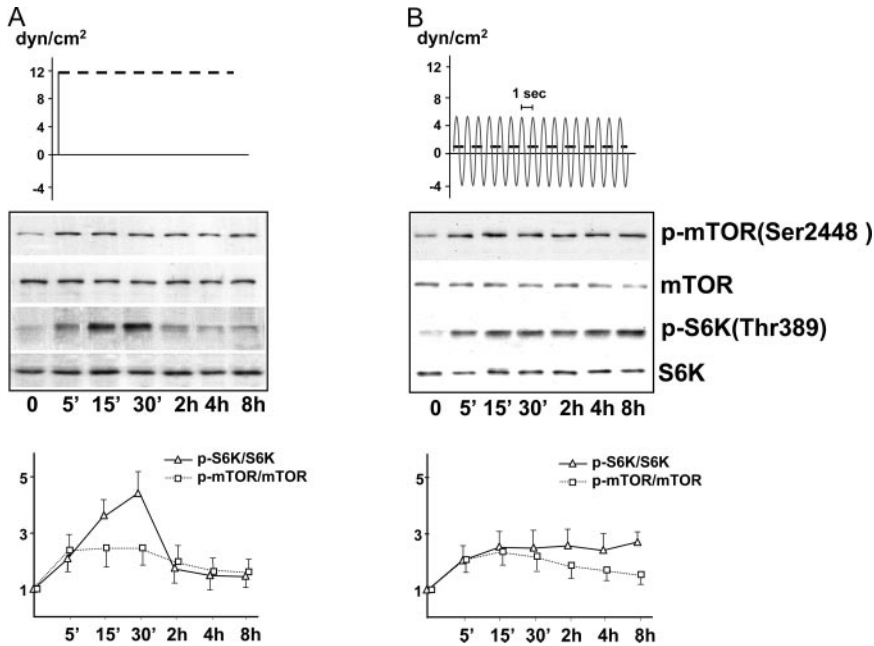 A
dyn/cm2
12
8
4
0
-4
B
dyn/cm2
12
8
4
0
-4
1 sec
p-mTOR(Ser2448 )
mTOR
p-S6K(Thr389)
S6K
0 5' 15' 30' 2h 4h 8h
0 5' 15' 30' 2h 4h 8h
p-S6K/S6K
p-mTOR/mTOR
5
3
1
5' 15' 30' 2h 4h 8h
p-S6K/S6K
p-mTOR/mTOR
5
3
1
5' 15' 30' 2h 4h 8h